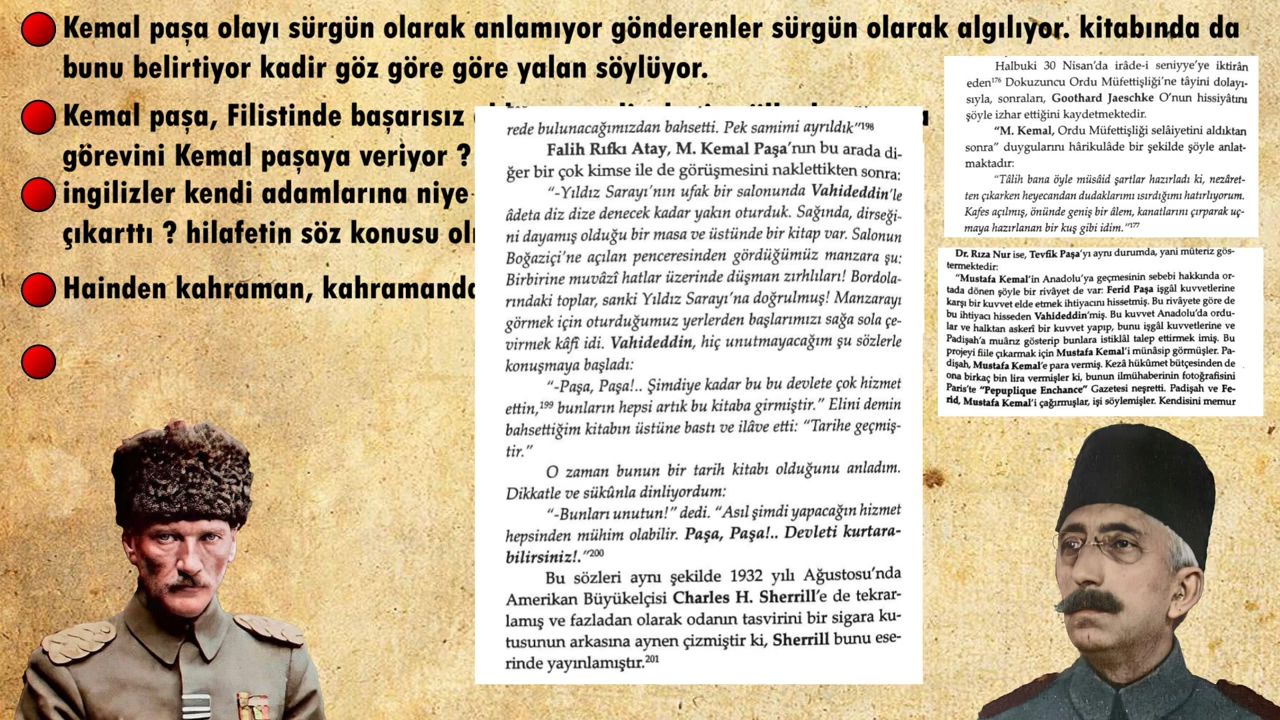 Kemal paşa olayı sürgün olarak anlamıyor gönderenler sürgün olarak algılıyor. kitabında da
bunu belirtiyor kadir göz göre göre yalan söylüyor.
Kemal paşa, Filistinde başarısız
görevini Kemal paşaya veriyor ?
ingilizler kendi adamlarına niye
çıkarttı ? hilafetin söz konusu
Hainden kahraman,
rede bulunacağımızdan bahsetti. Pek samimi ayrıldık"198
Falih Rıfkı Atay, M. Kemal Paşa'nın bu arada di-
ğer bir çok kimse ile de görüşmesini naklettikten sonra:
"-Yıldız Sarayı'nın ufak bir salonunda Vahideddin'le
âdeta diz dize denecek kadar yakın oturduk. Sağında, dirseği-
ni dayamış olduğu bir masa ve üstünde bir kitap var. Salonun
Boğaziçi'ne açılan penceresinden gördüğümüz manzara şu:
Birbirine muvâzî hatlar üzerinde düşman zırhlıları! Bordola-
rındaki toplar, sanki Yıldız Sarayı'na doğrulmuş! Manzarayı
görmek için oturduğumuz yerlerden başlarımızı sağa sola çe-
virmek kâfi idi. Vahideddin, hiç unutmayacağım şu sözlerle
konuşmaya başladı:
"-Paşa, Paşa!.. Şimdiye kadar bu bu devlete çok hizmet
ettin,199 bunların hepsi artık bu kitaba girmiştir." Elini demin
bahsettiğim kitabın üstüne bastı ve ilâve etti: "Tarihe geçmiş-
tir."
O zaman bunun bir tarih kitabı olduğunu anladım.
Dikkatle ve sükûnla dinliyordum:
"-Bunları unutun!" dedi. "Asıl şimdi yapacağın hizmet
hepsinden mühim olabilir. Paşa, Paşa!.. Devleti kurtara-
bilirsiniz!."200
Bu sözleri aynı şekilde 1932 yılı Ağustosu'nda
Amerikan Büyükelçisi Charles H. Sherrill'e de tekrar-
lamış ve fazladan olarak odanın tasvirini bir sigara ku-
tusunun arkasına aynen çizmiştir ki, Sherrill bunu ese-
rinde yayınlamıştır.201
Halbuki 30 Nisan'da irâde-i seniyye'ye iktirân
eden176 Dokuzuncu Ordu Müfettişliği'ne tâyini dolayı-
sıyla, sonraları, Goothard Jaeschke O'nun hissiyâtını
şöyle izhar ettiğini kaydetmektedir.
"M. Kemal, Ordu Müfettişliği selâiyetini aldıktan
sonra" duygularını hârikulâde bir şekilde şöyle anlat-
maktadır:
"Tâlih bana öyle müsâid şartlar hazırladı ki, nezâret-
ten çıkarken heyecandan dudaklarımı ısırdığımı hatırlıyorum.
Kafes açılmış, önünde geniş bir âlem, kanatlarını çırparak uç-
maya hazırlanan bir kuş gibi idim."177
Dr. Rıza Nur ise, Tevfik Paşa'yı aynı durumda, yani müteriz gös-
termektedir:
"Mustafa Kemal'in Anadolu'ya geçmesinin sebebi hakkında or-
tada dönen şöyle bir rivâyet de var: Ferid Paşa işgâl kuvvetlerine
karşı bir kuvvet elde etmek ihtiyacını hissetmiş. Bu rivâyete göre de
bu ihtiyacı hisseden Vahideddin'miş. Bu kuvvet Anadolu'da ordu-
lar ve halktan askerî bir kuvvet yapıp, bunu işgâl kuvvetlerine ve
Padişah'a muârız gösterip bunlara istiklâl talep ettirmek imiş. Bu
projeyi fiile çıkarmak için Mustafa Kemal'i münâsip görmüşler. Pa-
dişah, Mustafa Kemal'e para vermiş. Kezâ hükûmet bütçesinden de
ona birkaç bin lira vermişler ki, bunun ilmühaberinin fotoğrafisini
Paris'te "Pepuplique Enchance" Gazetesi neşretti. Padişah ve Fe-
rid, Mustafa Kemal'i çağırmışlar, işi söylemişler. Kendisini memur